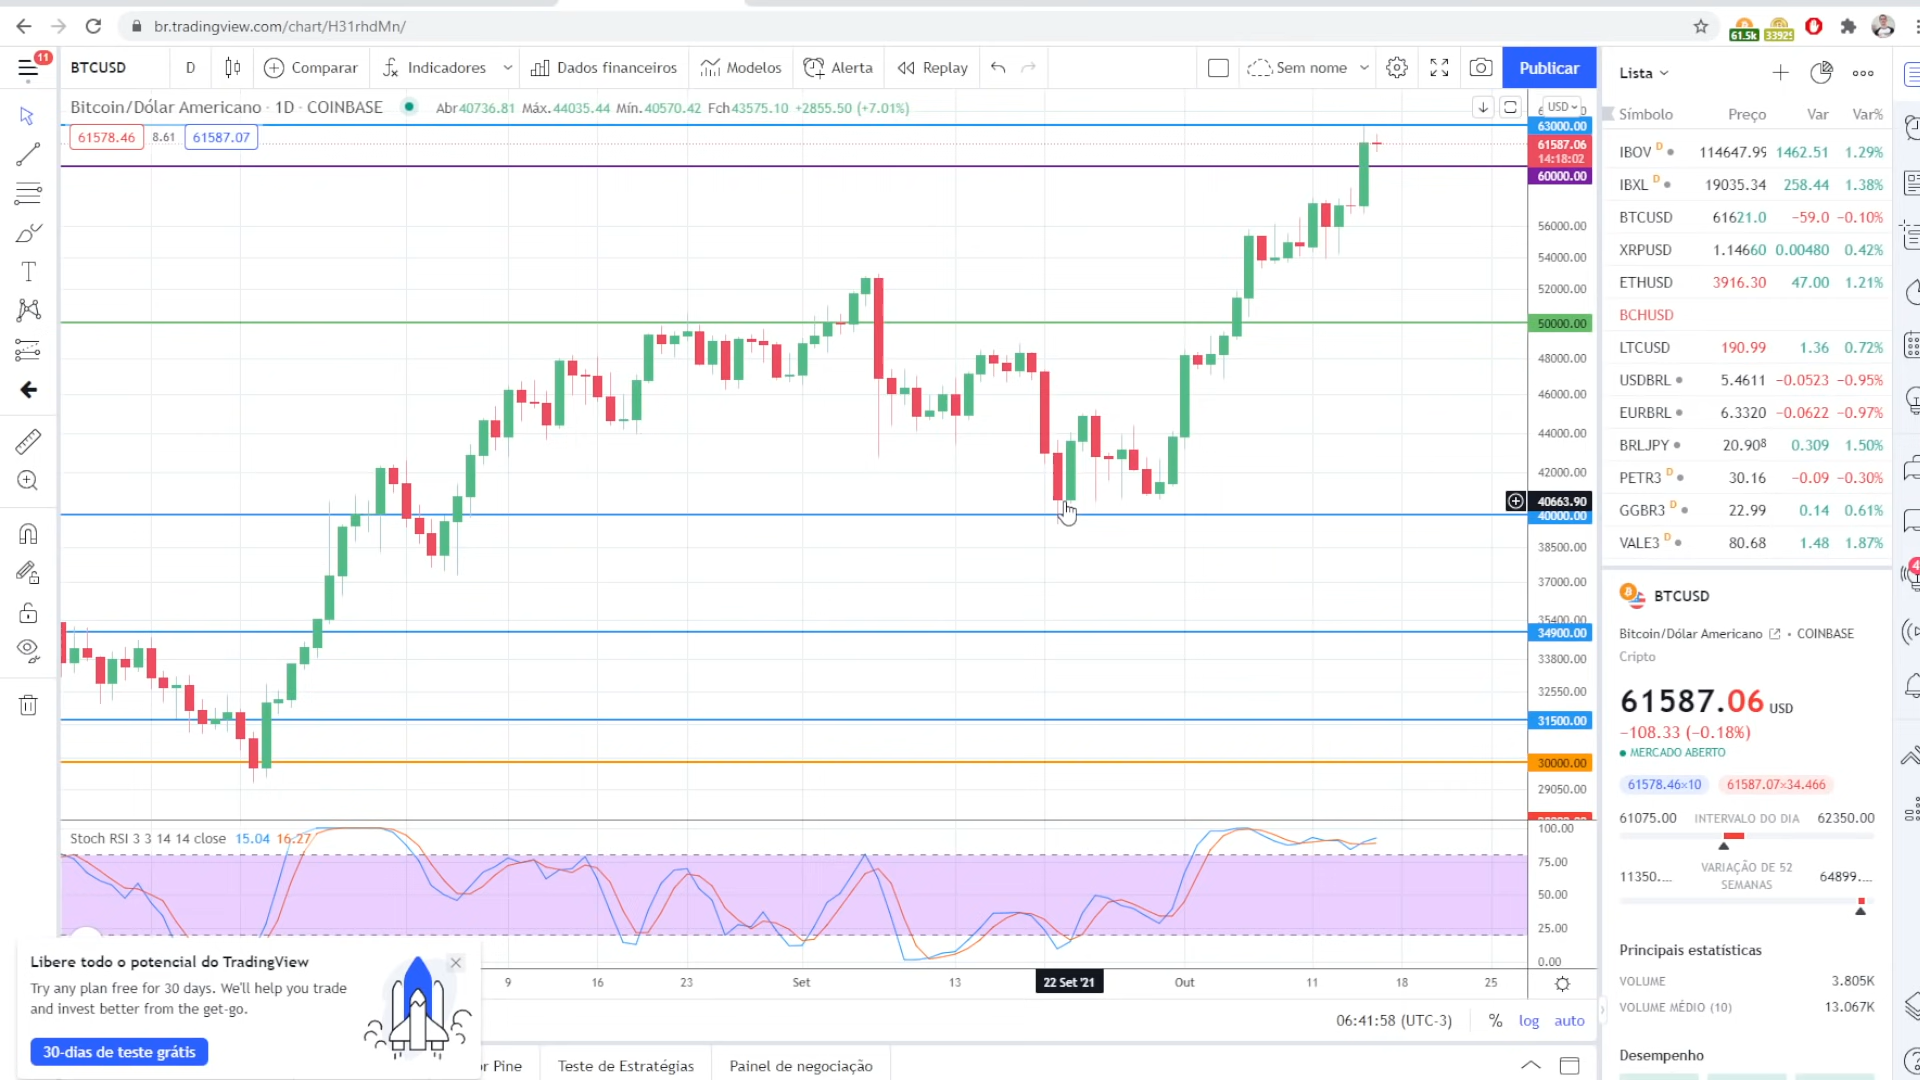 br.tradingview.com/chart/H31rhdMn/
61.5k
33925
11
BTCUSD
D
Comparar
Indicadores
Dados financeiros
Modelos
Alerta
Replay
Sem nome
Publicar
Bitcoin/Dólar Americano · 1D · COINBASE
Abr40736.81 Máx.44035.44 Mín.40570.42 Fch43575.10 +2855.50 (+7.01%)
61578.46
8.61
61587.07
USD
63000.00
61587.06
14:18:02
60000.00
56000.00
54000.00
52000.00
50000.00
48000.00
46000.00
44000.00
42000.00
40663.90
40000.00
38500.00
37000.00
35400.00
34900.00
33800.00
32550.00
31500.00
30000.00
29050.00
Stoch RSI 3 3 14 14 close 15.04 16.27
100.00
75.00
50.00
25.00
0.00
9
16
23
Set
13
22 Set '21
Out
11
18
25
06:41:58 (UTC-3)
%
log
auto
Libere todo o potencial do TradingView
Try any plan free for 30 days. We'll help you trade
and invest better from the get-go.
30-dias de teste grátis
or Pine
Teste de Estratégias
Painel de negociação
Lista
Símbolo Preço Var Var%
IBOV D 114647.99 1462.51 1.29%
IBXL D 19035.34 258.44 1.38%
BTCUSD 61621.0 −59.0 −0.10%
XRPUSD 1.14660 0.00480 0.42%
ETHUSD 3916.30 47.00 1.21%
BCHUSD
LTCUSD 190.99 1.36 0.72%
USDBRL 5.4611 −0.0523 −0.95%
EURBRL 6.3320 −0.0622 −0.97%
BRLJPY 20.908 0.309 1.50%
PETR3 D 30.16 −0.09 −0.30%
GGBR3 D 22.99 0.14 0.61%
VALE3 D 80.68 1.48 1.87%
BTCUSD
Bitcoin/Dólar Americano · COINBASE
Cripto
61587.06 USD
−108.33 (−0.18%)
MERCADO ABERTO
61578.46×10
61587.07×34.466
61075.00 INTERVALO DO DIA 62350.00
11350.... VARIAÇÃO DE 52 SEMANAS 64899....
Principais estatísticas
VOLUME 3.805K
VOLUME MÉDIO (10) 13.067K
Desempenho
4